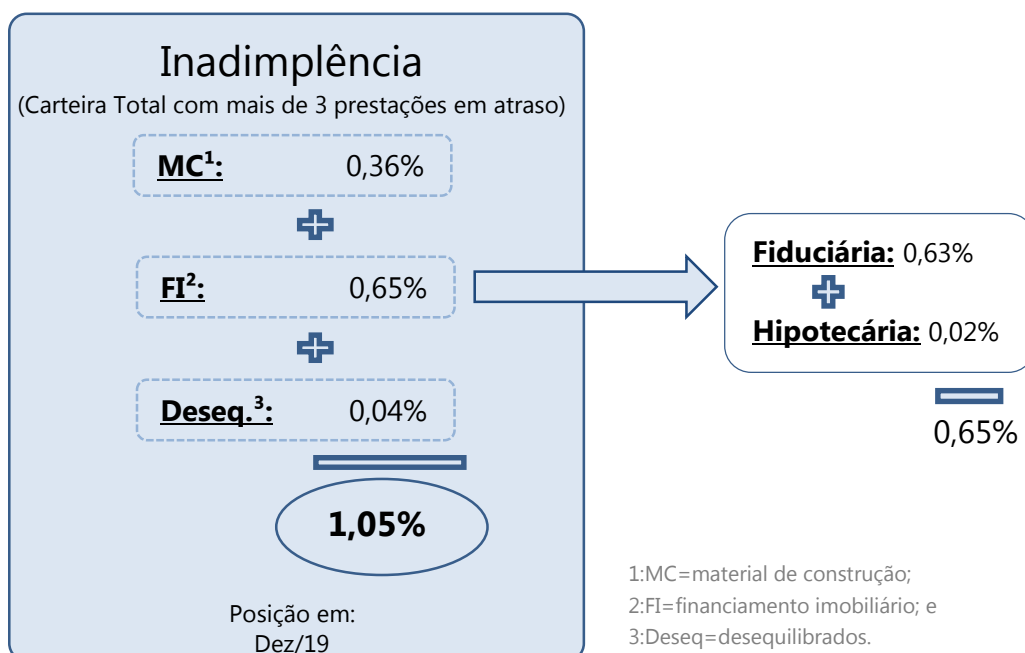 Inadimplência
(Carteira Total com mais de 3 prestações em atraso)
MC¹: 0,36%
FI²: 0,65%
Deseq.³: 0,04%
1,05%
Posição em:
Dez/19
Fiduciária: 0,63%
Hipotecária: 0,02%
0,65%
1:MC=material de construção;
2:FI=financiamento imobiliário; e
3:Deseq=desequilibrados.